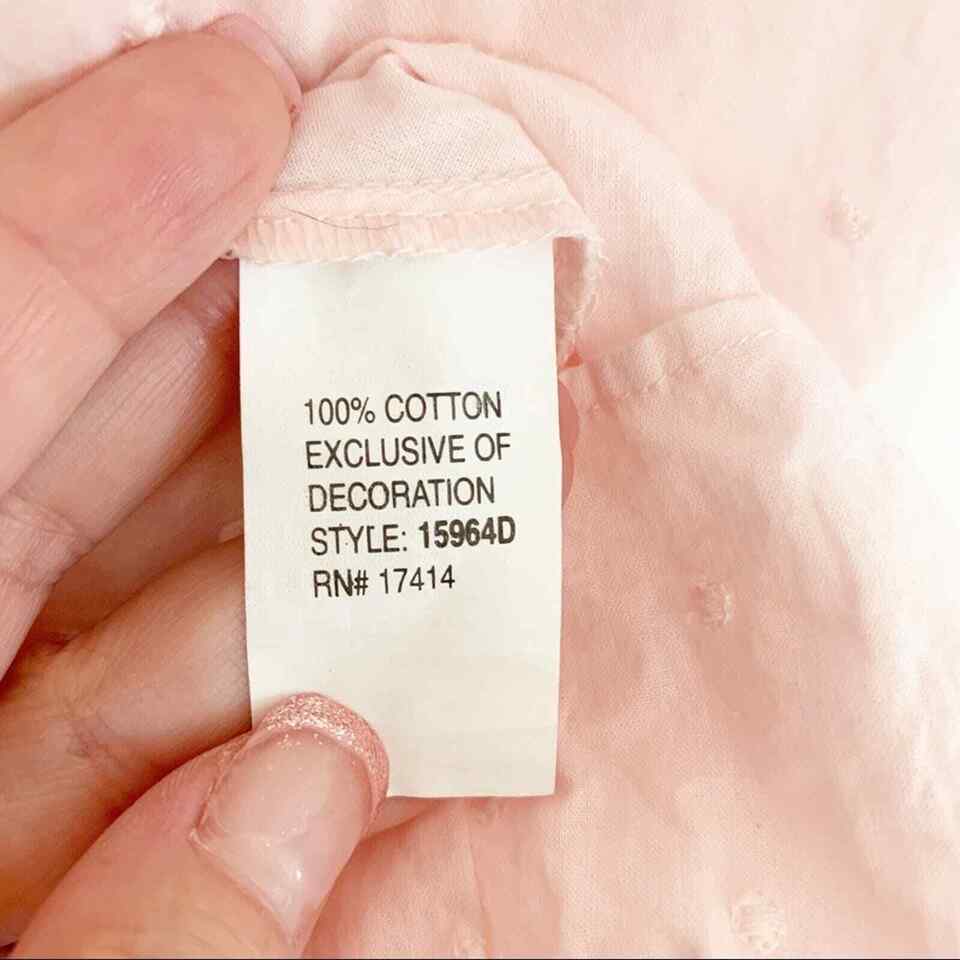 100% COTTON
EXCLUSIVE OF
DECORATION
STYLE: 15964D
RN# 17414